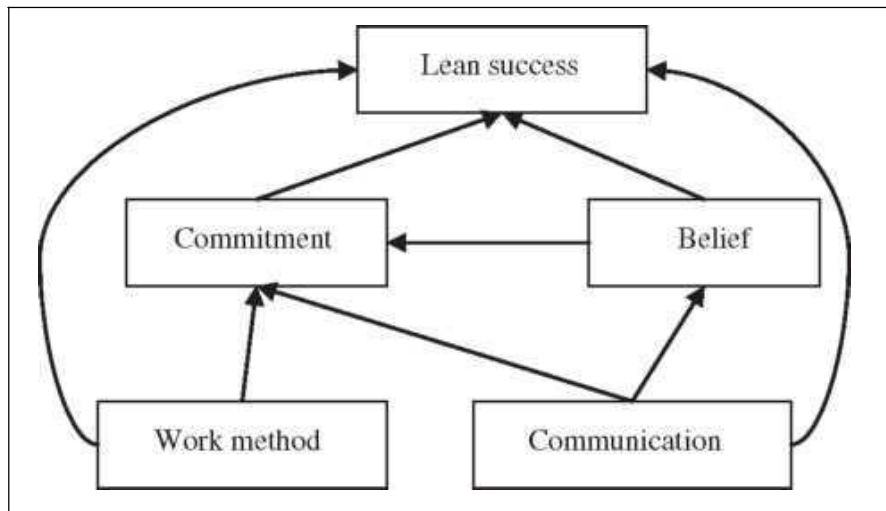 Lean success
Commitment
Belief
Work method
Communication